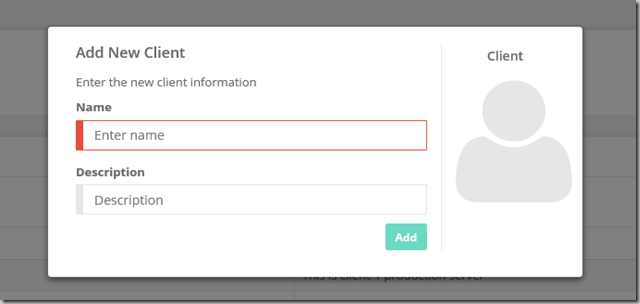 Add New Client
Enter the new client information
Name
Enter name
Description
Description
Add
Client
This is client 1 production server